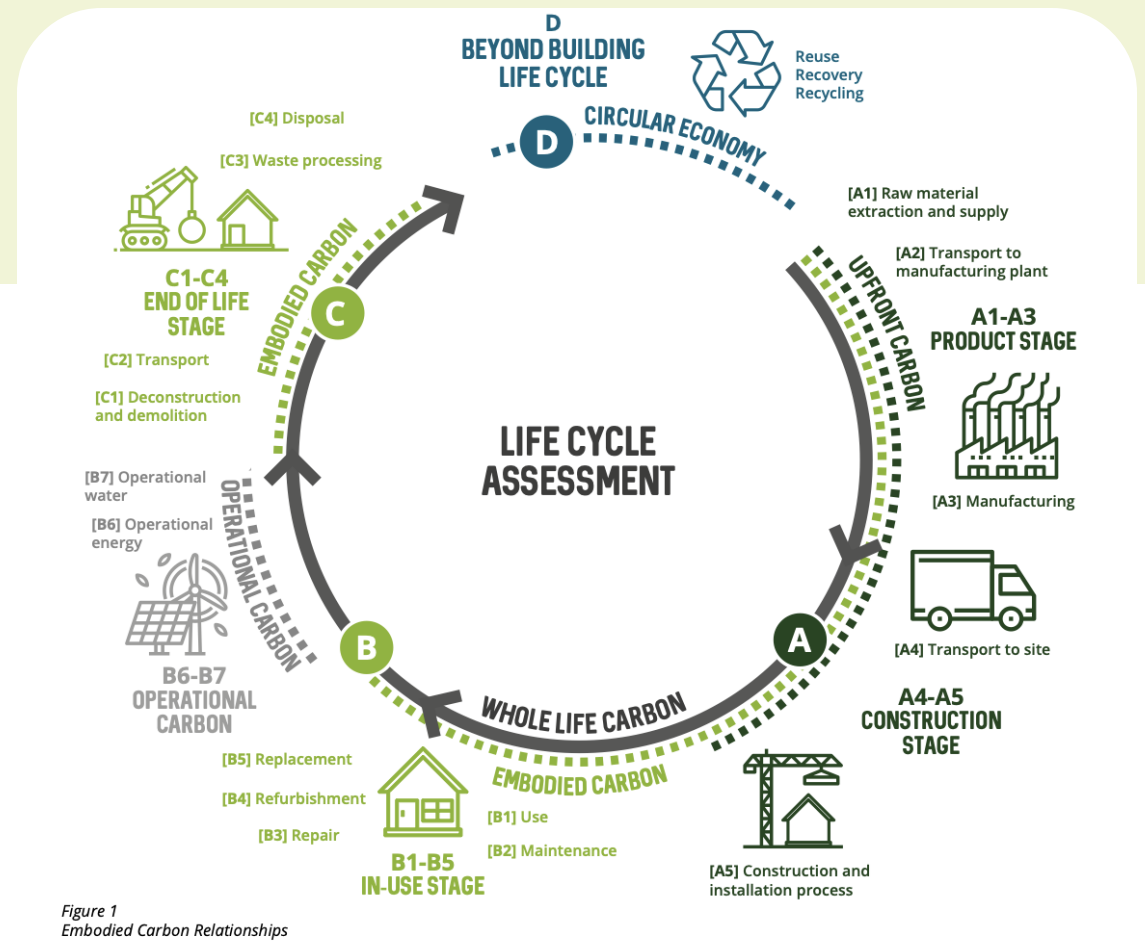 D
BEYOND BUILDING
LIFE CYCLE
Reuse
Recovery
Recycling
D
CIRCULAR ECONOMY
[A1] Raw material
extraction and supply
[A2] Transport to
manufacturing plant
UPFRONT CARBON
A1-A3
PRODUCT STAGE
[A3] Manufacturing
[A4] Transport to site
A
A4-A5
CONSTRUCTION
STAGE
[A5] Construction and
installation process
LIFE CYCLE
ASSESSMENT
WHOLE LIFE CARBON
EMBODIED CARBON
[B1] Use
[B2] Maintenance
B1-B5
IN-USE STAGE
[B3] Repair
[B4] Refurbishment
[B5] Replacement
B
OPERATIONAL CARBON
B6-B7
OPERATIONAL
CARBON
[B6] Operational
energy
[B7] Operational
water
[C1] Deconstruction
and demolition
[C2] Transport
C1-C4
END OF LIFE
STAGE
EMBODIED CARBON
C
[C3] Waste processing
[C4] Disposal
Figure 1
Embodied Carbon Relationships